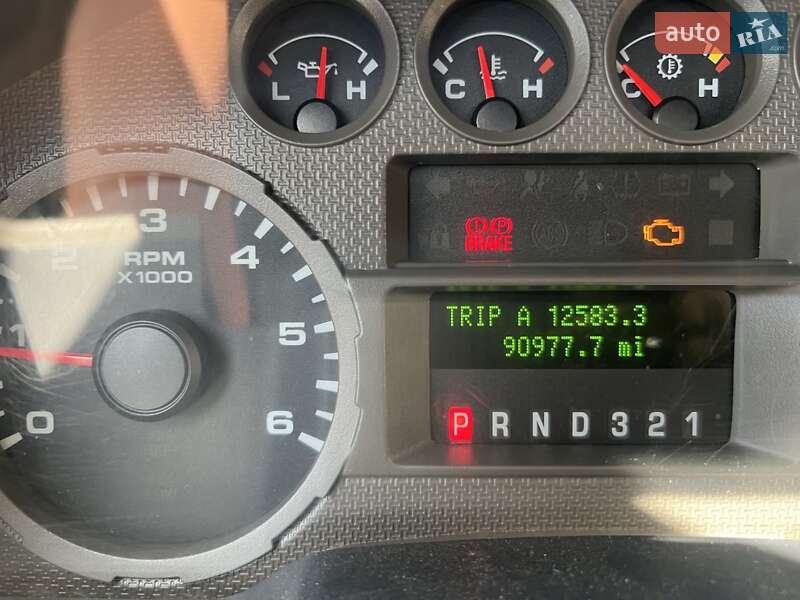 auto RIA
.com
L H
C H
C H
BRAKE
0 1 2 3 4 5 6
RPM
X1000
TRIP A 12583.3
90977.7 mi
P R N D 3 2 1